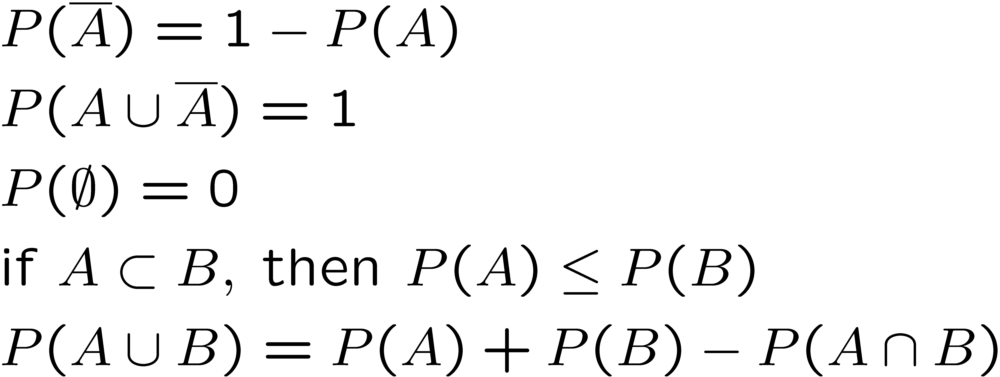 P(A̅) = 1 − P(A)
P(A ∪ A̅) = 1
P(∅) = 0
if A ⊂ B, then P(A) ≤ P(B)
P(A ∪ B) = P(A) + P(B) − P(A ∩ B)